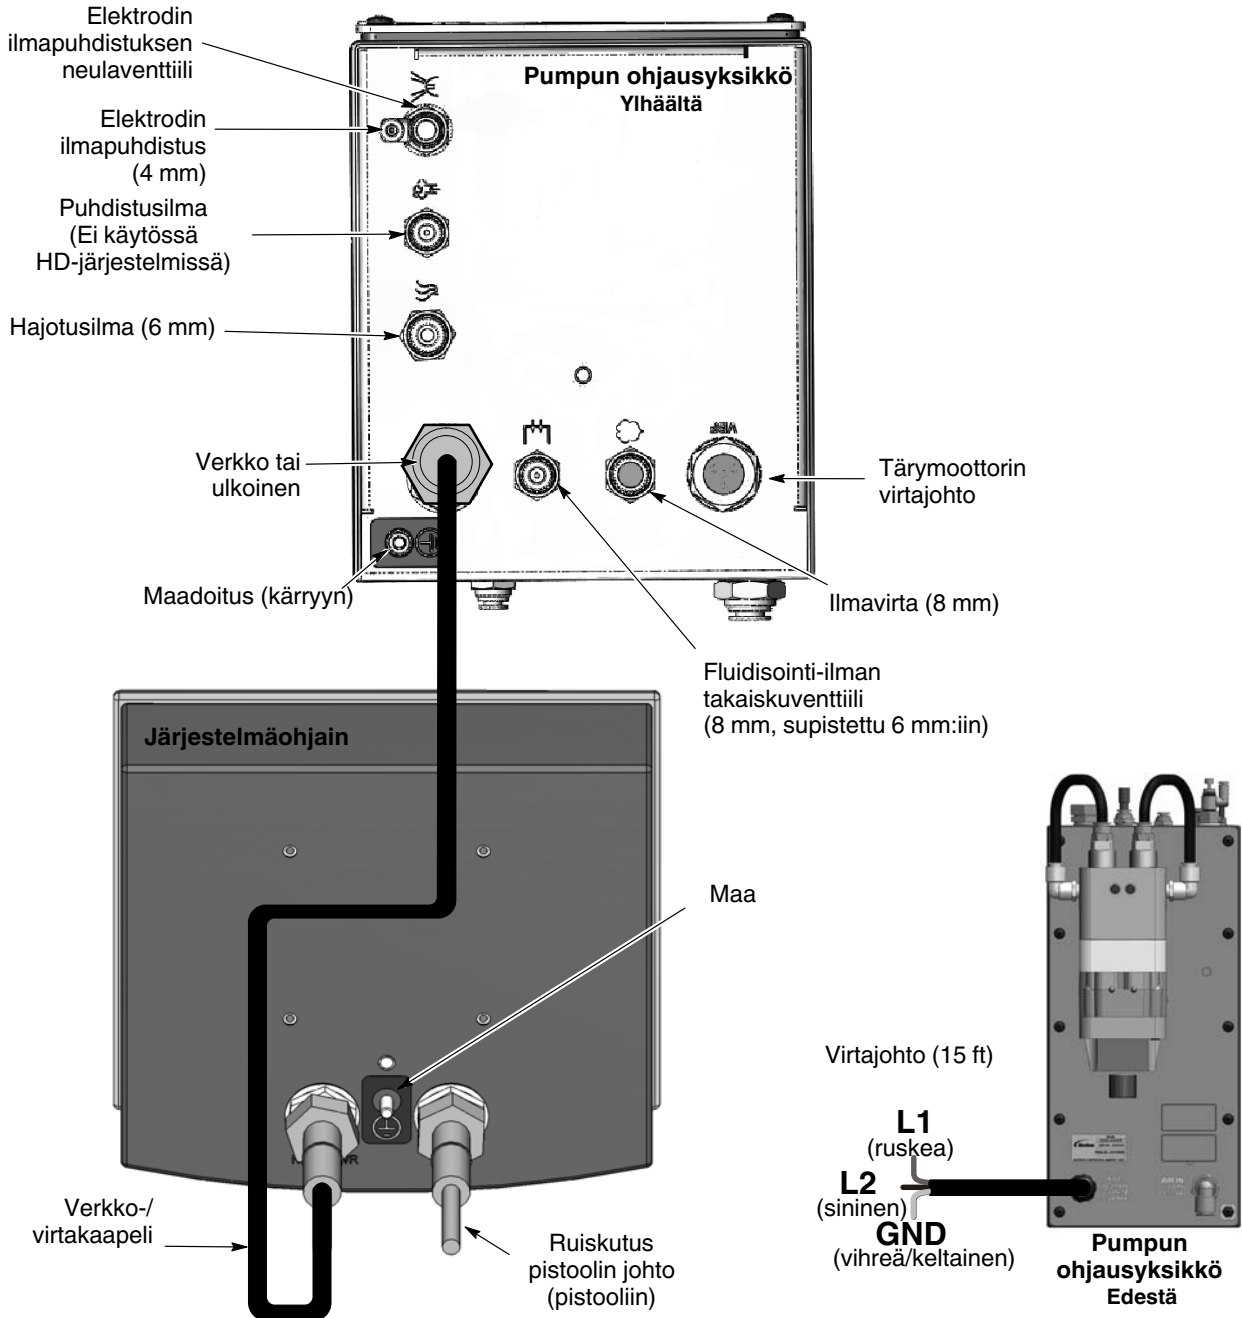 Elektrodin
ilmapuhdistuksen
neulaventtiili
Pumpun ohjausyksikkö
Ylhäältä
Elektrodin
ilmapuhdistus
(4 mm)
Puhdistusilma
(Ei käytössä
HD-järjestelmissä)
Hajotusilma (6 mm)
Verkko tai
ulkoinen
Tärymoottorin
virtajohto
Maadoitus (kärryyn)
Ilmavirta (8 mm)
Fluidisointi-ilman
takaiskuventtiili
(8 mm, supistettu 6 mm:iin)
Järjestelmäohjain
Maa
Virtajohto (15 ft)
L1
(ruskea)
L2
(sininen)
GND
(vihreä/keltainen)
AIR IN
Verkko-/
virtakaapeli
Ruiskutus
pistoolin johto
(pistooliin)
Pumpun
ohjausyksikkö
Edestä